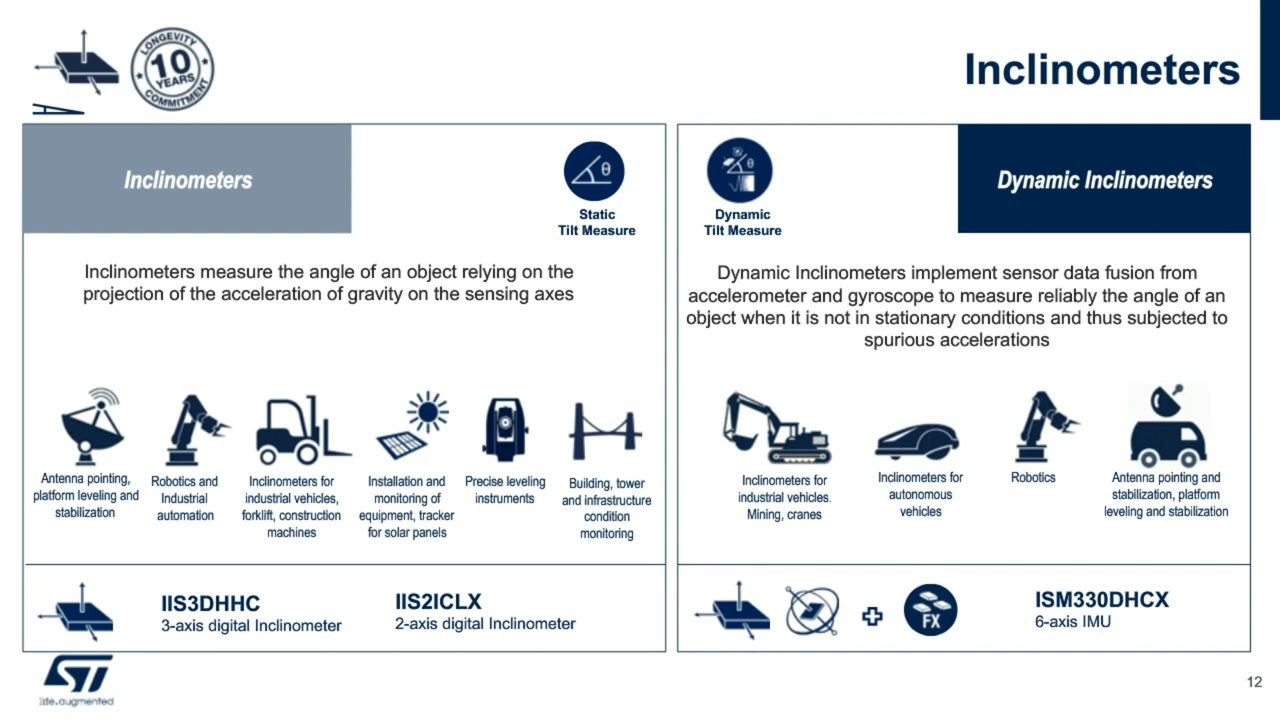 LONGEVITY
10
YEARS
COMMITMENT
Inclinometers
Inclinometers
θ
Static
Tilt Measure
Inclinometers measure the angle of an object relying on the
projection of the acceleration of gravity on the sensing axes
Antenna pointing,
platform leveling and
stabilization
Robotics and
Industrial
automation
Inclinometers for
industrial vehicles,
forklift, construction
machines
Installation and
monitoring of
equipment, tracker
for solar panels
Precise leveling
instruments
Building, tower
and infrastructure
condition
monitoring
IIS3DHHC
3-axis digital Inclinometer
IIS2ICLX
2-axis digital Inclinometer
θ
Dynamic
Tilt Measure
Dynamic Inclinometers
Dynamic Inclinometers implement sensor data fusion from
accelerometer and gyroscope to measure reliably the angle of an
object when it is not in stationary conditions and thus subjected to
spurious accelerations
Inclinometers for
industrial vehicles.
Mining, cranes
Inclinometers for
autonomous
vehicles
Robotics
Antenna pointing and
stabilization, platform
leveling and stabilization
FX
ISM330DHCX
6-axis IMU
ST
life.augmented
12